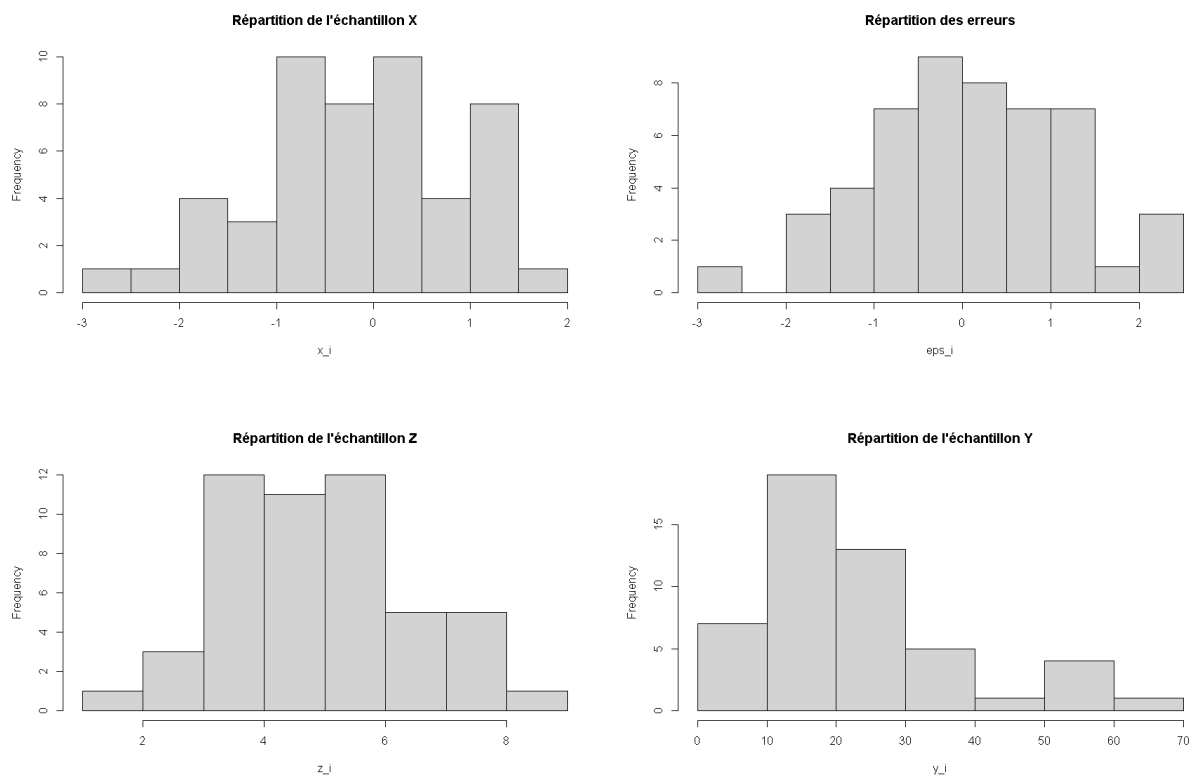 Répartition de l'échantillon X
Frequency
0 2 4 6 8 10
-3 -2 -1 0 1 2
x_i
Répartition des erreurs
Frequency
0 2 4 6 8
-3 -2 -1 0 1 2
eps_i
Répartition de l'échantillon Z
Frequency
0 2 4 6 8 10 12
2 4 6 8
z_i
Répartition de l'échantillon Y
Frequency
0 5 10 15
0 10 20 30 40 50 60 70
y_i